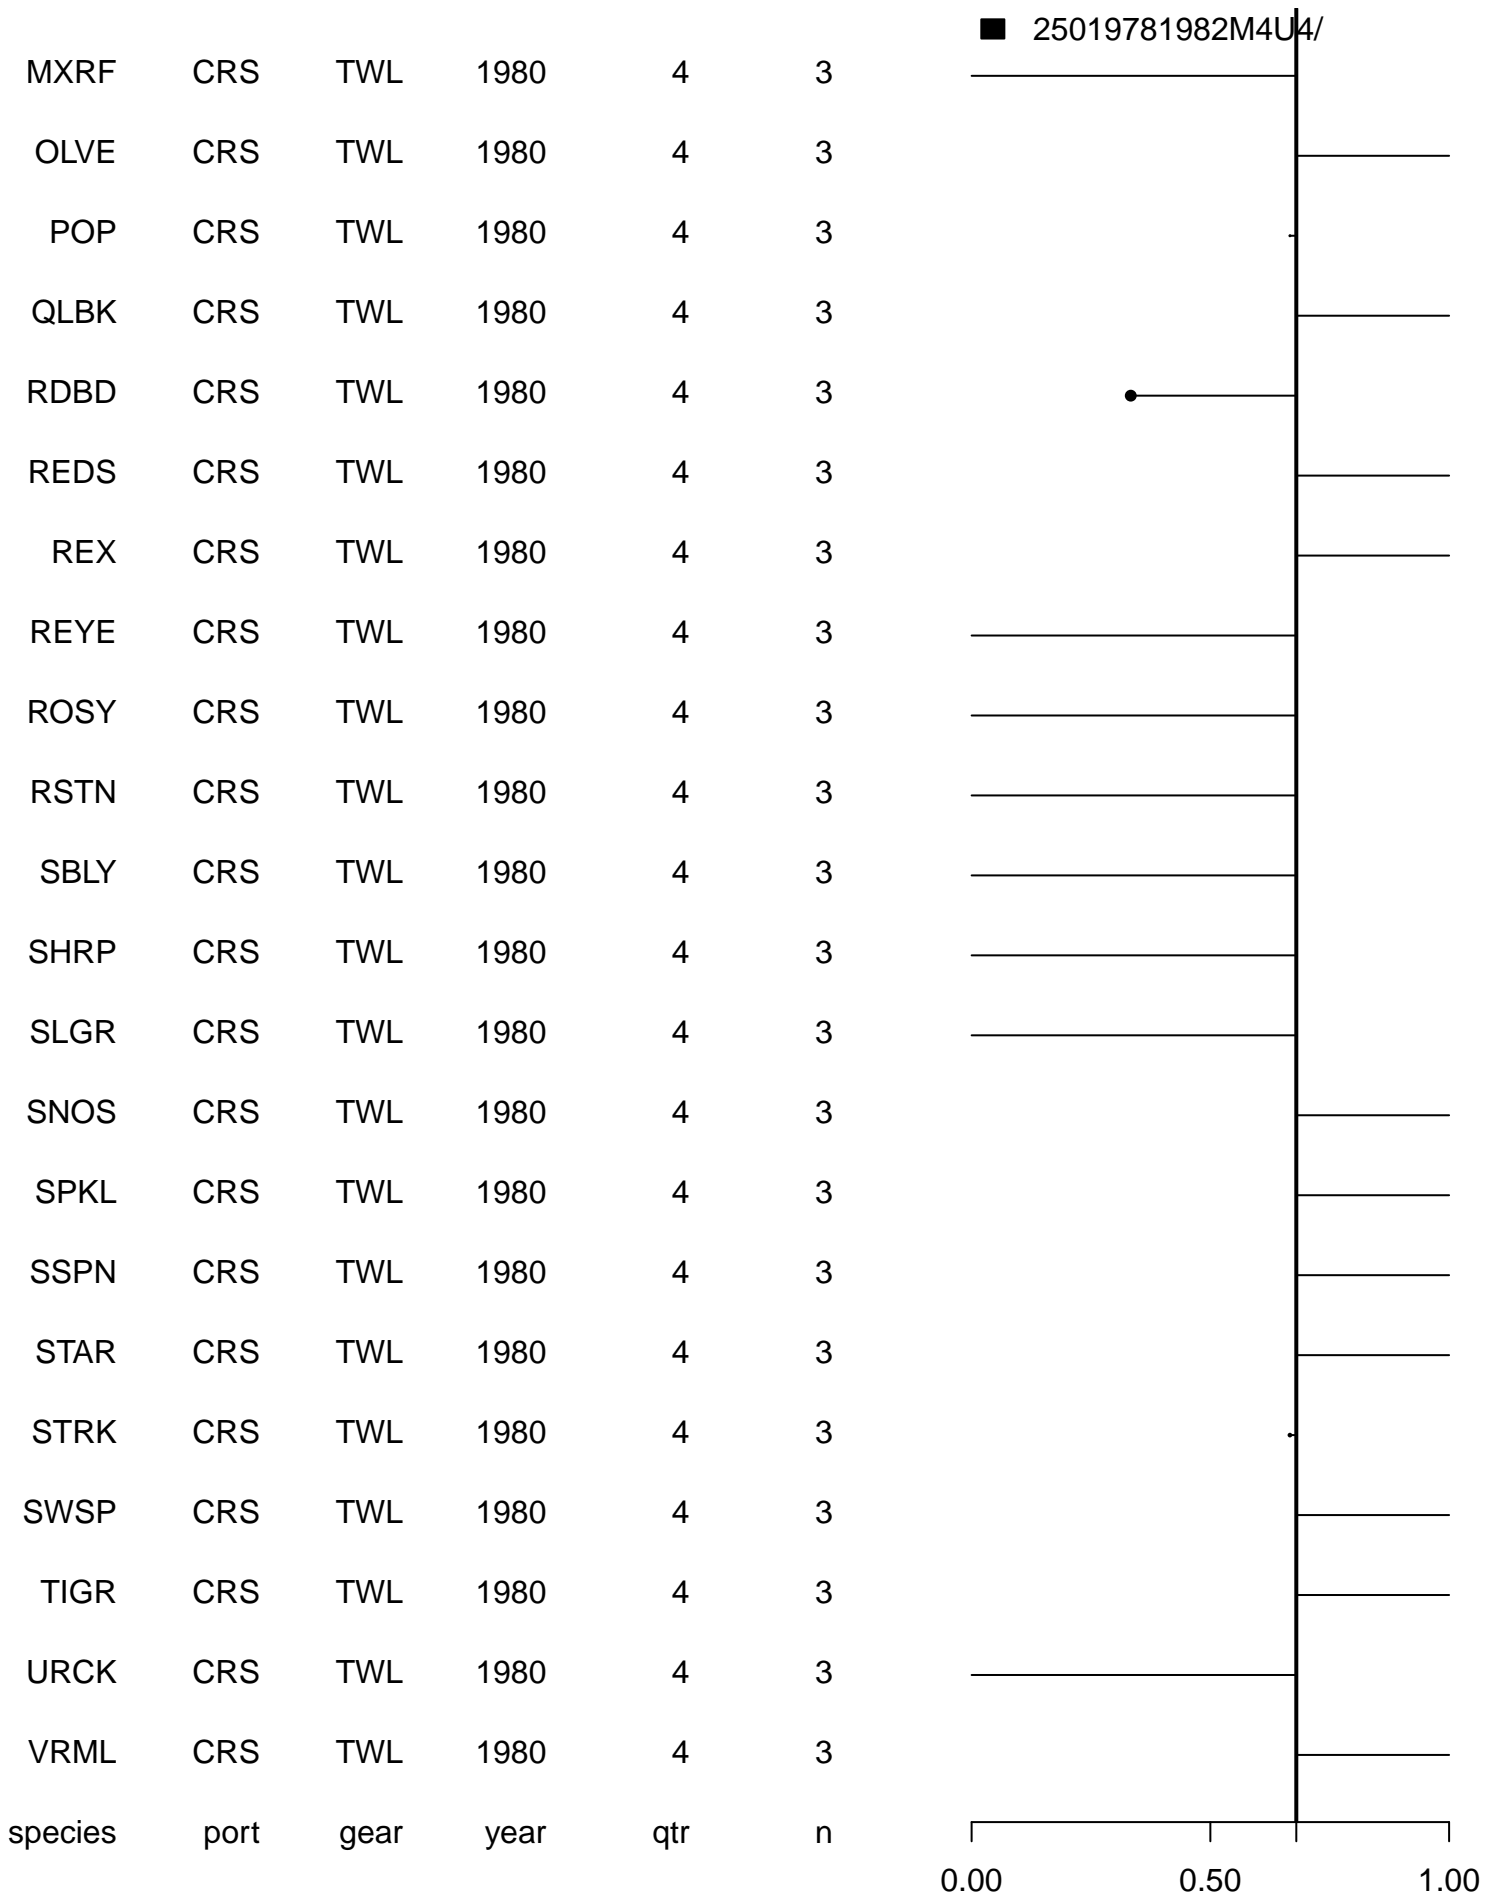 25019781982M4U4/
MXRF CRS TWL 1980 4 3
OLVE CRS TWL 1980 4 3
POP CRS TWL 1980 4 3
QLBK CRS TWL 1980 4 3
RDBD CRS TWL 1980 4 3
REDS CRS TWL 1980 4 3
REX CRS TWL 1980 4 3
REYE CRS TWL 1980 4 3
ROSY CRS TWL 1980 4 3
RSTN CRS TWL 1980 4 3
SBLY CRS TWL 1980 4 3
SHRP CRS TWL 1980 4 3
SLGR CRS TWL 1980 4 3
SNOS CRS TWL 1980 4 3
SPKL CRS TWL 1980 4 3
SSPN CRS TWL 1980 4 3
STAR CRS TWL 1980 4 3
STRK CRS TWL 1980 4 3
SWSP CRS TWL 1980 4 3
TIGR CRS TWL 1980 4 3
URCK CRS TWL 1980 4 3
VRML CRS TWL 1980 4 3
species port gear year qtr n
0.00 0.50 1.00